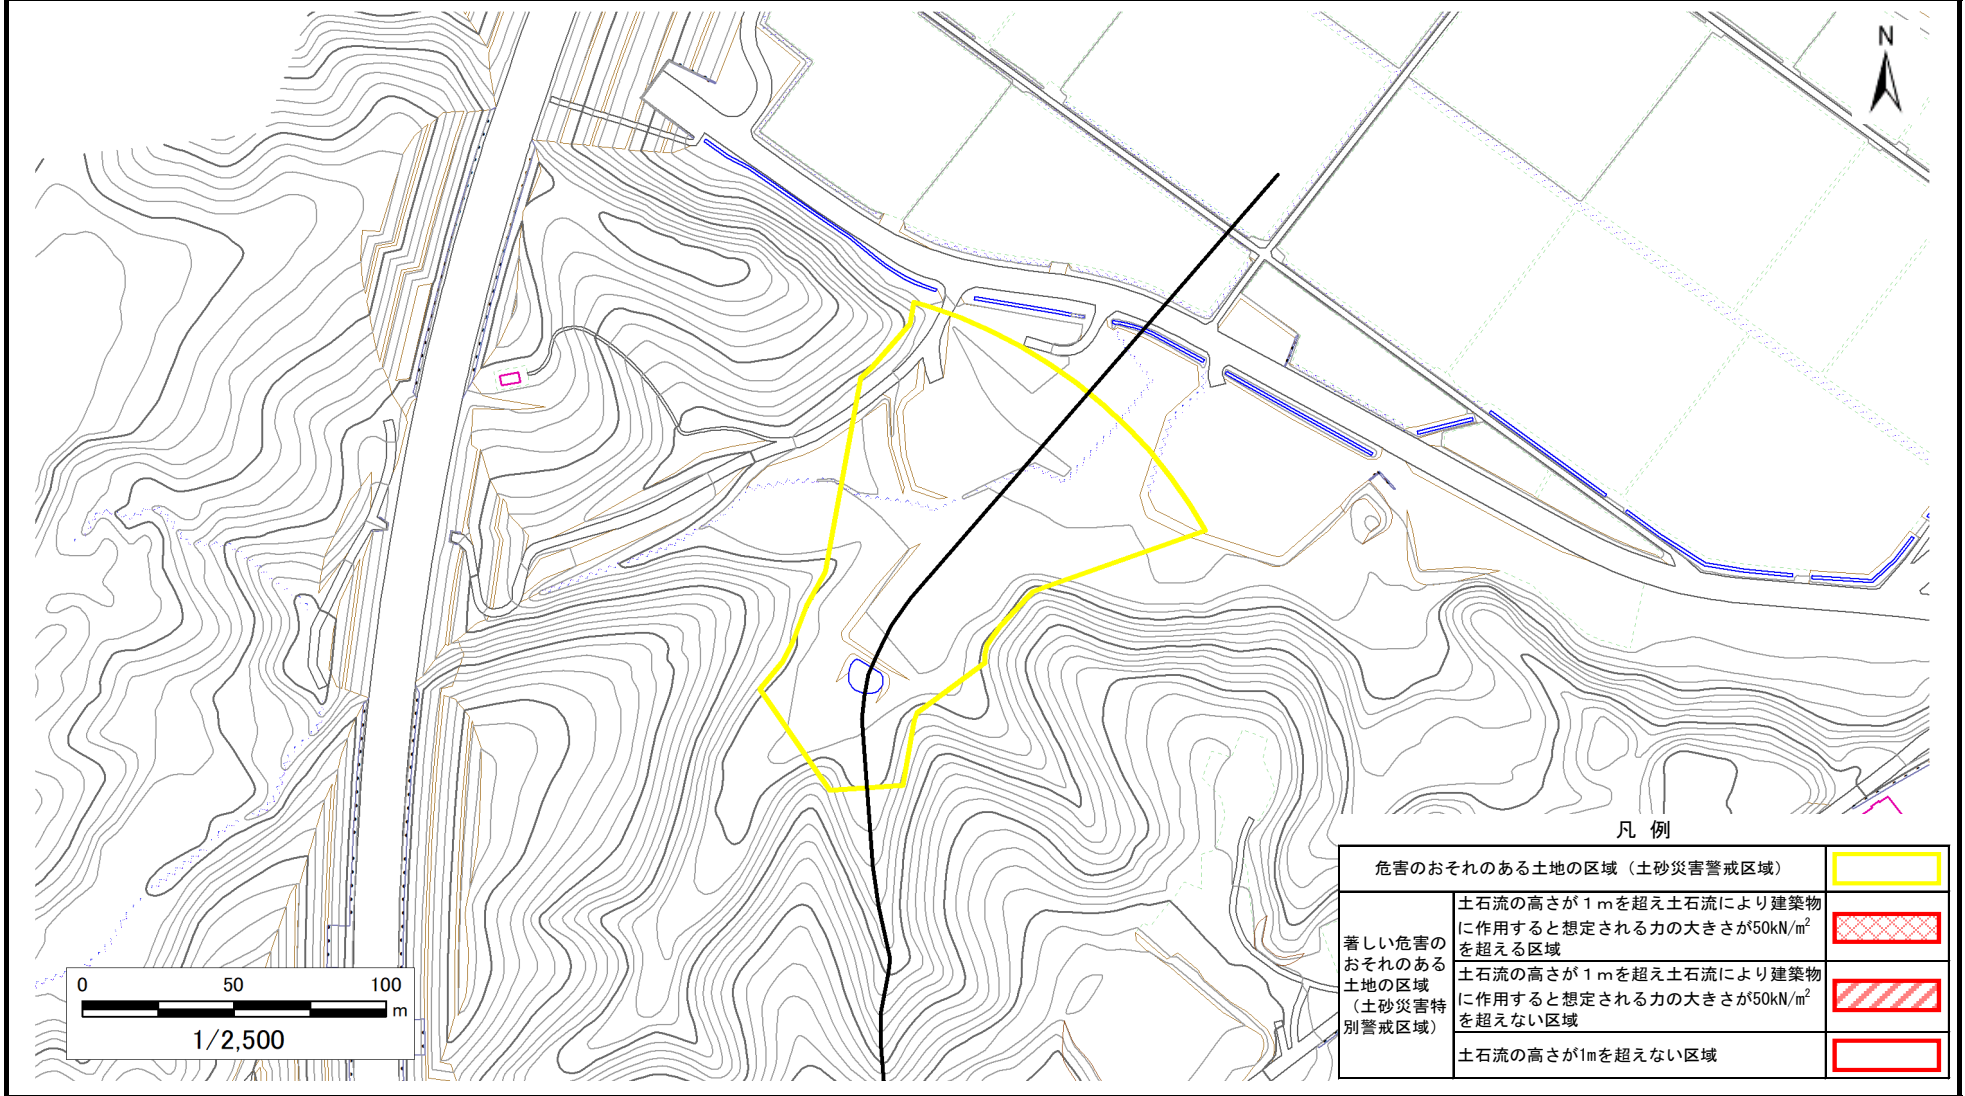 N
凡 例
危害のおそれのある土地の区域（土砂災害警戒区域）
著しい危害の
おそれのある
土地の区域
（土砂災害特
別警戒区域）
土石流の高さが１ｍを超え土石流により建築物
に作用すると想定される力の大きさが50kN/㎡
を超える区域
土石流の高さが１ｍを超え土石流により建築物
に作用すると想定される力の大きさが50kN/㎡
を超えない区域
土石流の高さが1mを超えない区域
0 50 100
m
1/2,500